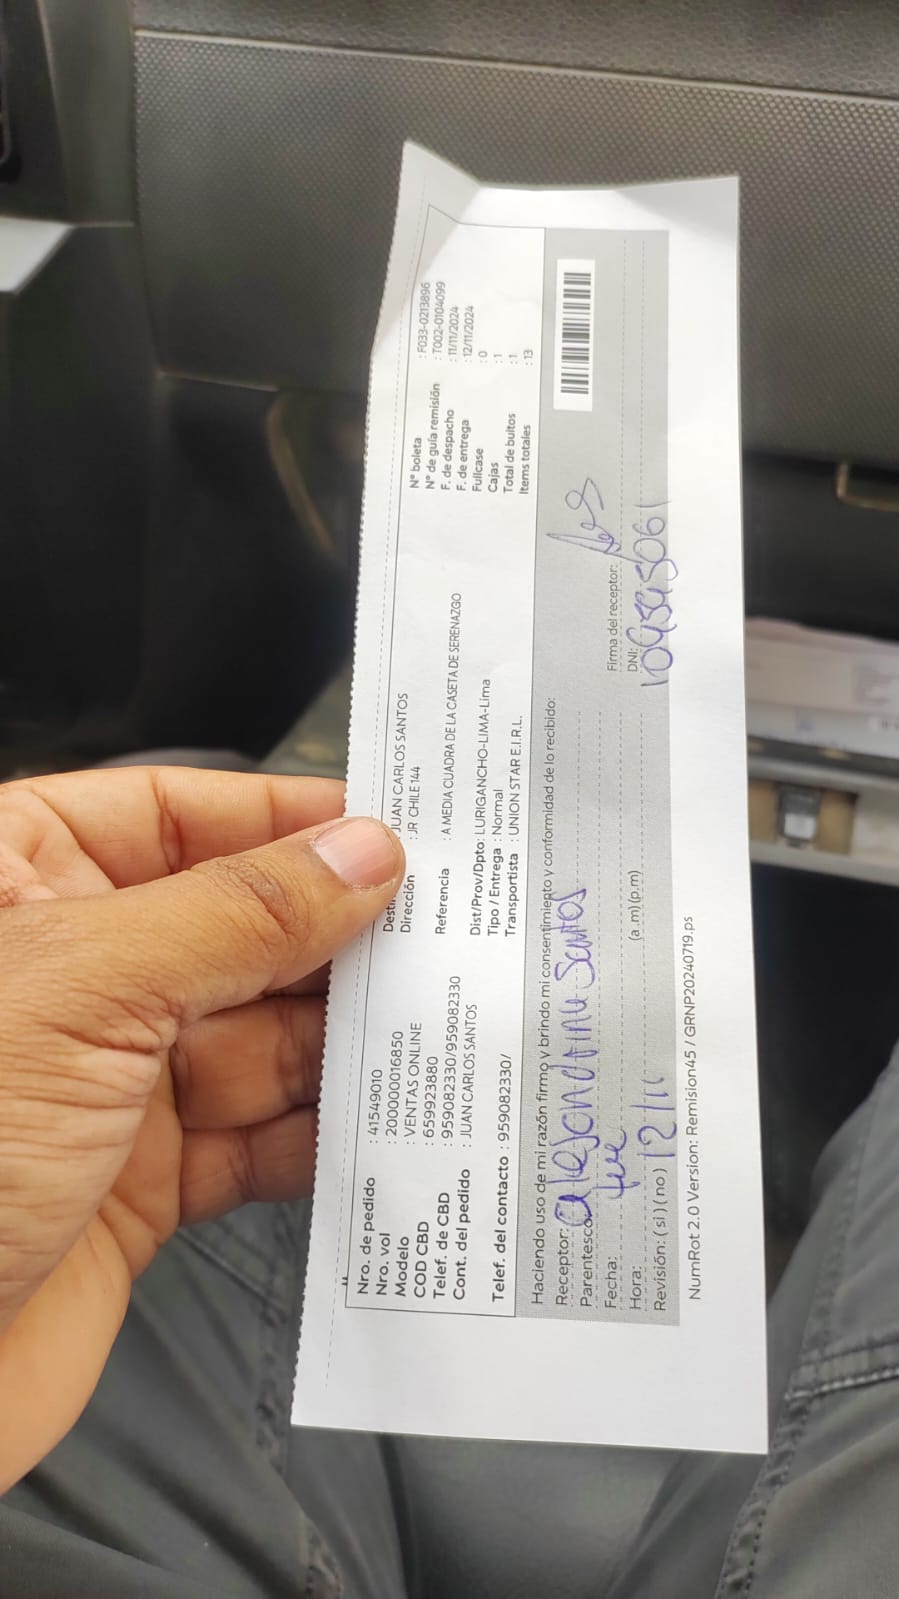 Nro. de pedido : 41549010
Nro. vol : 200000016850
Modelo : VENTAS ONLINE
COD CBD : 659923880
Telef. de CBD : 959082330/959082330
Cont. del pedido : JUAN CARLOS SANTOS
Telef. del contacto : 959082330/
JUAN CARLOS SANTOS
Dirección : JR CHILE 144
Referencia : A MEDIA CUADRA DE LA CASETA DE SERENAZGO
Dist/Prov/Dpto: LURIGANCHO-LIMA-Lima
Tipo / Entrega : Normal
Transportista : UNION STAR E.I.R.L.
N° boleta : F033-0213896
N° de guía remisión : T002-0104099
F. de despacho : 11/11/2024
F. de entrega : 12/11/2024
Fullcase : 0
Cajas : 1
Total de bultos : 1
Items totales : 13
Haciendo uso de mi razón firmo y brindo mi consentimiento y conformidad de lo recibido:
Receptor: Santos
Parentesco:
Fecha:
Hora: (a .m) (p.m)
Revisión: ( si ) ( no ) 12/11
Firma del receptor:
DNI:
NumRot 2.0 Version: Remision45 / GRNP20240719.ps